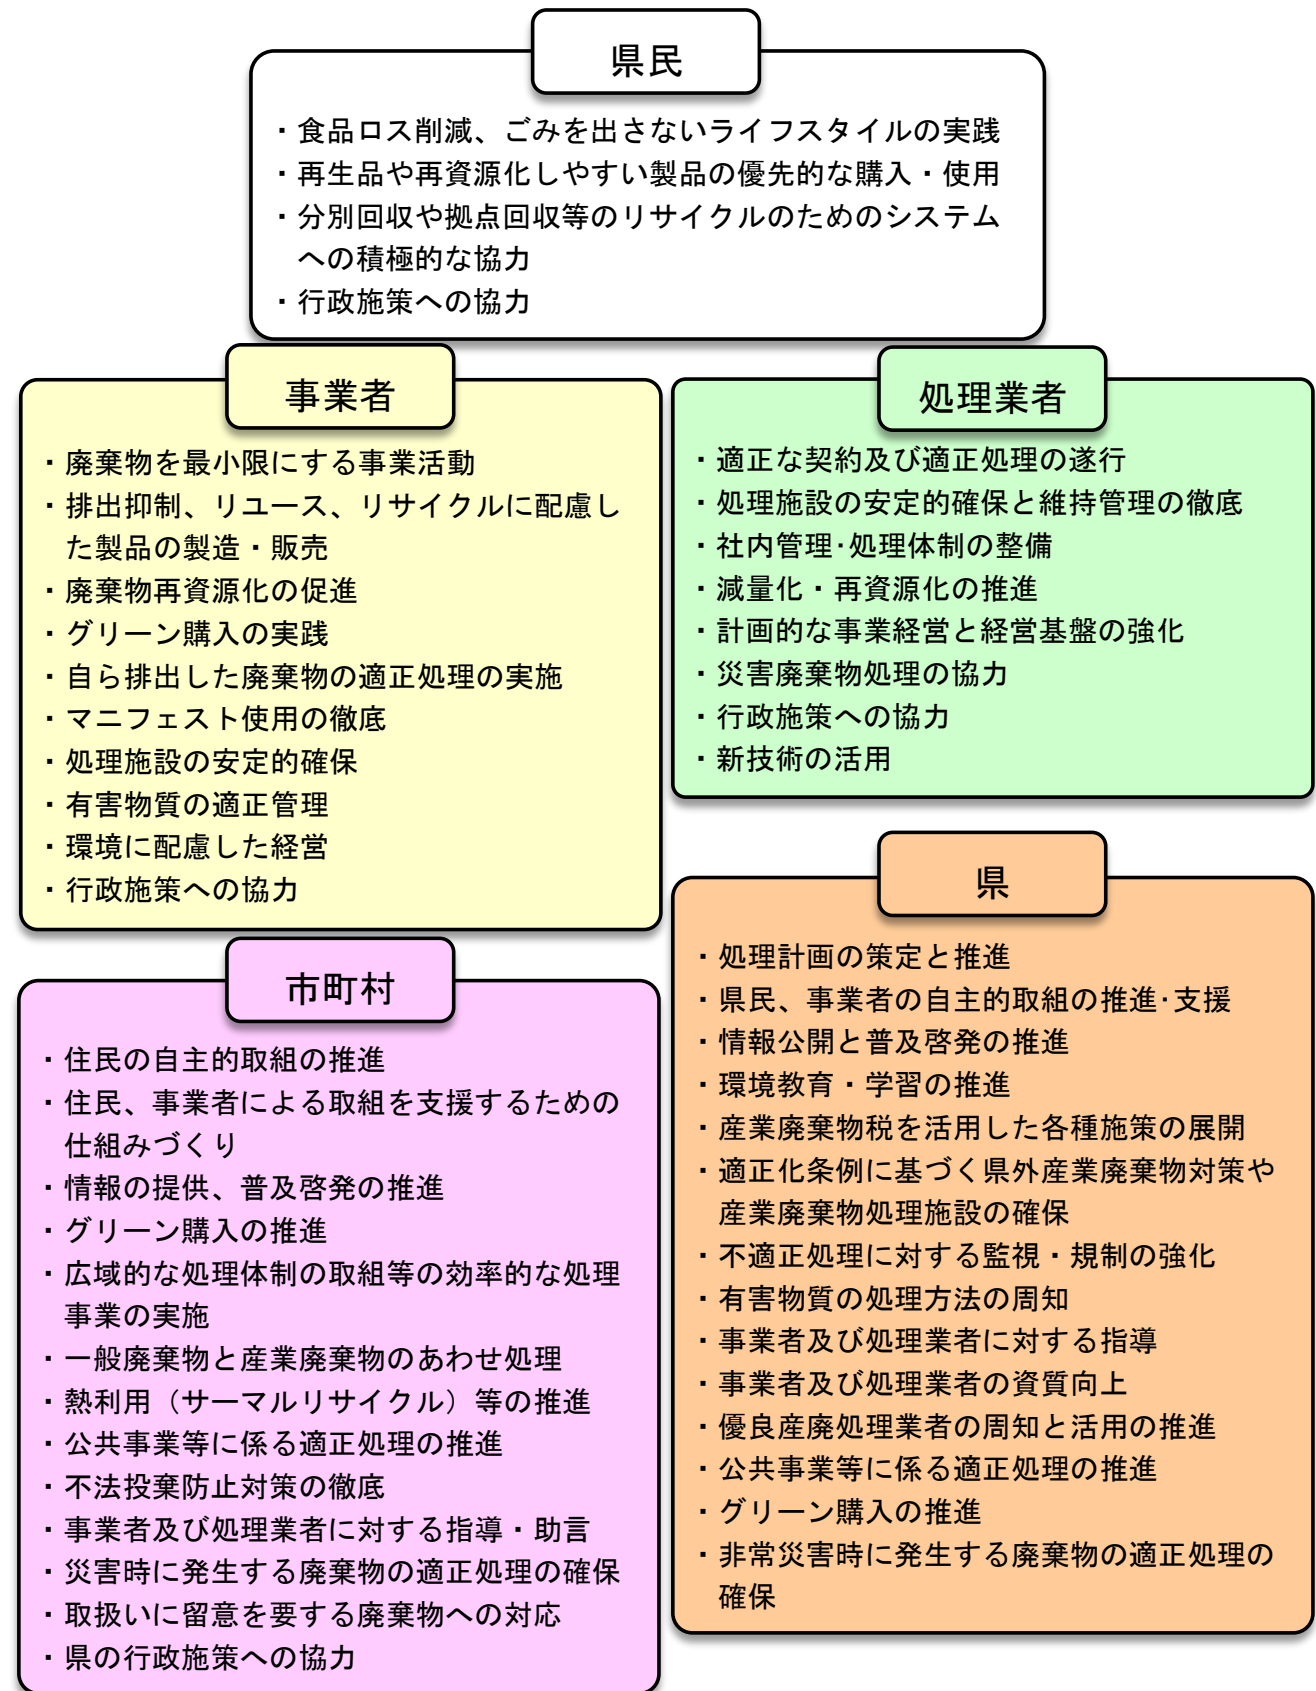 県民
・食品ロス削減、ごみを出さないライフスタイルの実践
・再生品や再資源化しやすい製品の優先的な購入・使用
・分別回収や拠点回収等のリサイクルのためのシステム
への積極的な協力
・行政施策への協力
事業者
・廃棄物を最小限にする事業活動
・排出抑制、リユース、リサイクルに配慮し
た製品の製造・販売
・廃棄物再資源化の促進
・グリーン購入の実践
・自ら排出した廃棄物の適正処理の実施
・マニフェスト使用の徹底
・処理施設の安定的確保
・有害物質の適正管理
・環境に配慮した経営
・行政施策への協力
処理業者
・適正な契約及び適正処理の遂行
・処理施設の安定的確保と維持管理の徹底
・社内管理･処理体制の整備
・減量化・再資源化の推進
・計画的な事業経営と経営基盤の強化
・災害廃棄物処理の協力
・行政施策への協力
・新技術の活用
市町村
・住民の自主的取組の推進
・住民、事業者による取組を支援するための
仕組みづくり
・情報の提供、普及啓発の推進
・グリーン購入の推進
・広域的な処理体制の取組等の効率的な処理
事業の実施
・一般廃棄物と産業廃棄物のあわせ処理
・熱利用（サーマルリサイクル）等の推進
・公共事業等に係る適正処理の推進
・不法投棄防止対策の徹底
・事業者及び処理業者に対する指導・助言
・災害時に発生する廃棄物の適正処理の確保
・取扱いに留意を要する廃棄物への対応
・県の行政施策への協力
県
・処理計画の策定と推進
・県民、事業者の自主的取組の推進･支援
・情報公開と普及啓発の推進
・環境教育・学習の推進
・産業廃棄物税を活用した各種施策の展開
・適正化条例に基づく県外産業廃棄物対策や
産業廃棄物処理施設の確保
・不適正処理に対する監視・規制の強化
・有害物質の処理方法の周知
・事業者及び処理業者に対する指導
・事業者及び処理業者の資質向上
・優良産廃処理業者の周知と活用の推進
・公共事業等に係る適正処理の推進
・グリーン購入の推進
・非常災害時に発生する廃棄物の適正処理の
確保